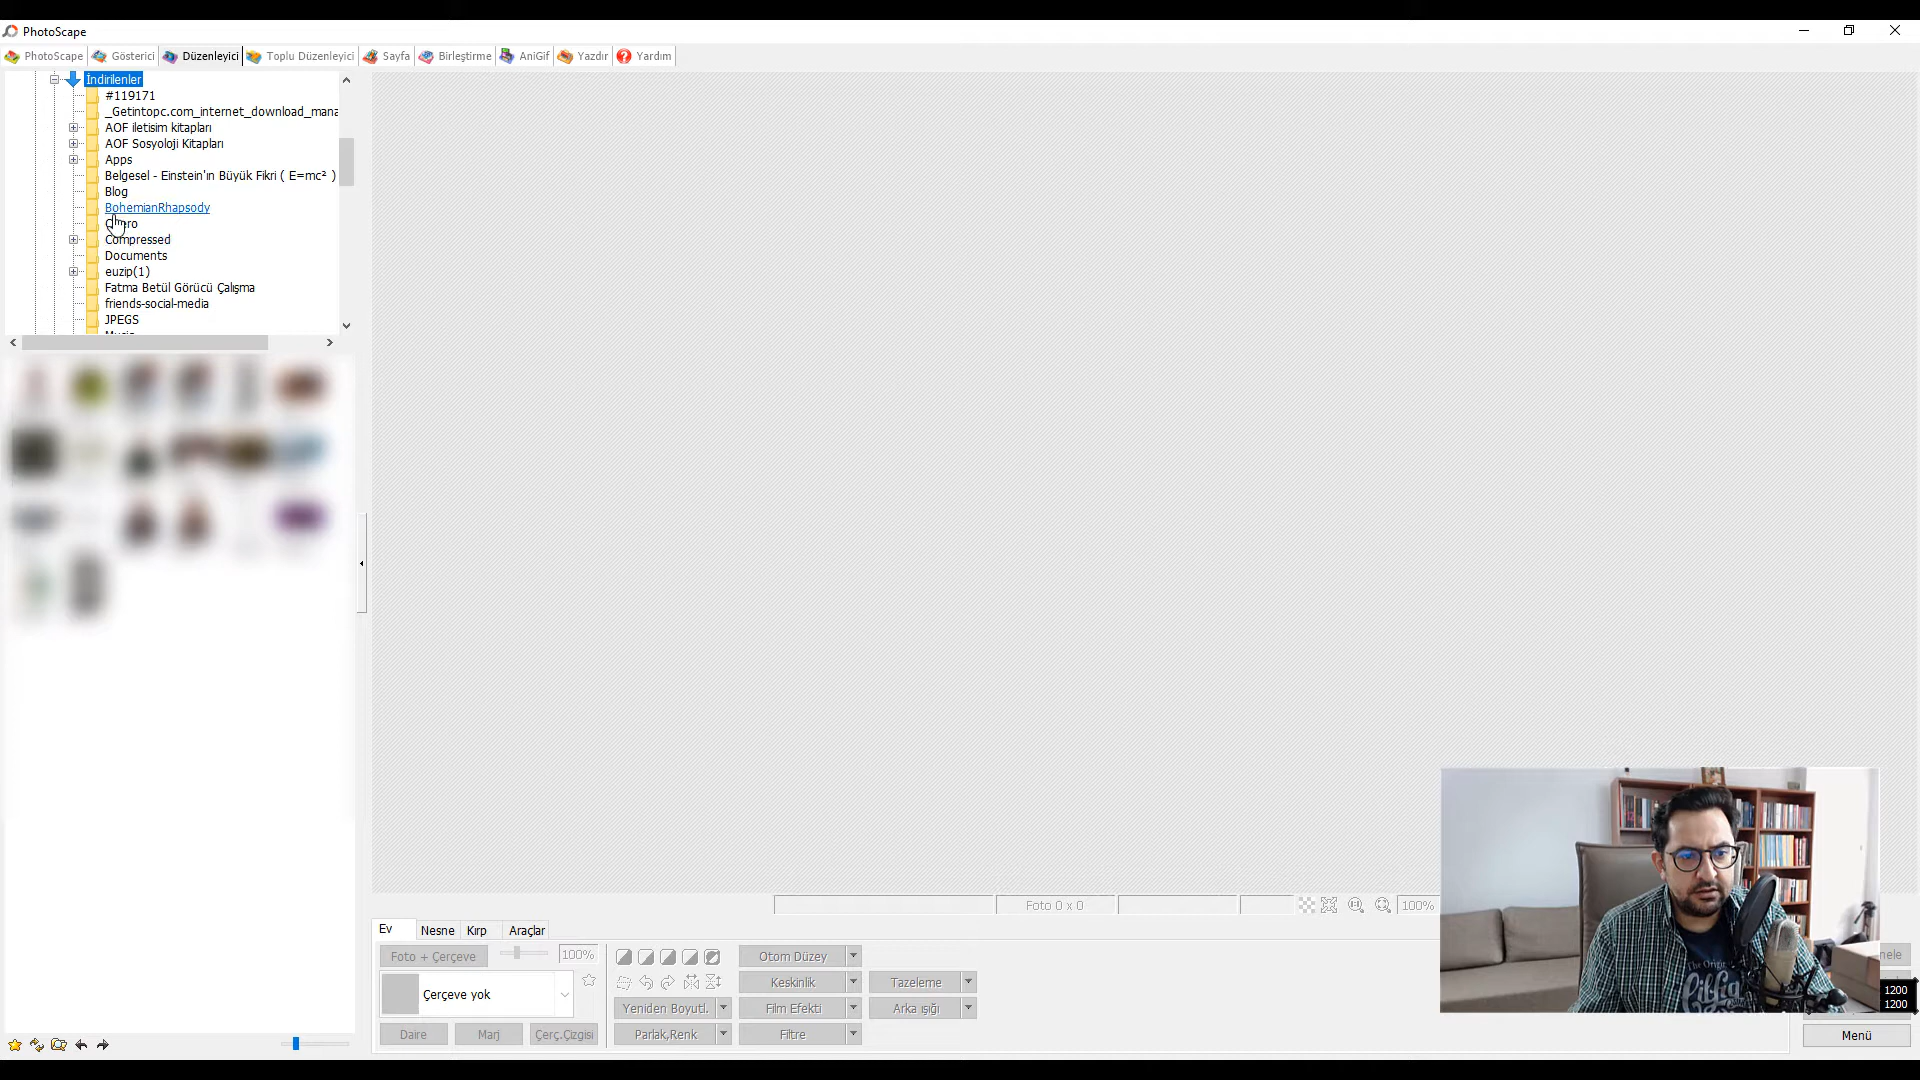 PhotoScape
PhotoScape Gösterici Düzenleyici Toplu Düzenleyici Sayfa Birleştirme AniGif Yazdır Yardım
İndirilenler
#119171
_Getintopc.com_internet_download_mana
AOF iletisim kitapları
AOF Sosyoloji Kitapları
Apps
Belgesel - Einstein'ın Büyük Fikri ( E=mc² )
Blog
BohemianRhapsody
Compressed
Documents
euzip(1)
Fatma Betül Görücü Çalışma
friends-social-media
JPEGS
Foto 0 x 0
100%
Ev Nesne Kırp Araçlar
Foto + Çerçeve 100%
Çerçeve yok
Daire Marj Çerç.Çizgisi
Otom Düzey
Keskinlik Tazeleme
Yeniden Boyutl. Film Efekti Arka ışığı
Parlak,Renk Filtre
The Origin
1200
1200
Menü